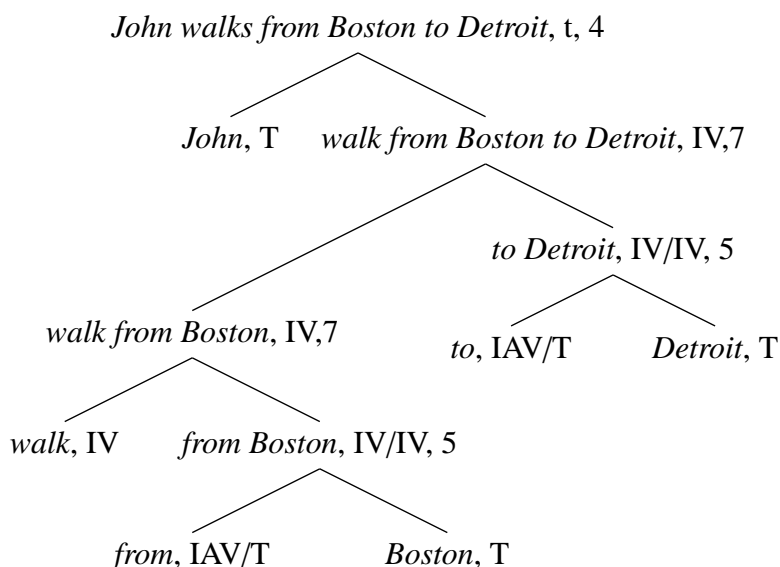 John walks from Boston to Detroit, t, 4
John, T
walk from Boston to Detroit, IV,7
to Detroit, IV/IV, 5
walk from Boston, IV,7
to, IAV/T
Detroit, T
walk, IV
from Boston, IV/IV, 5
from, IAV/T
Boston, T